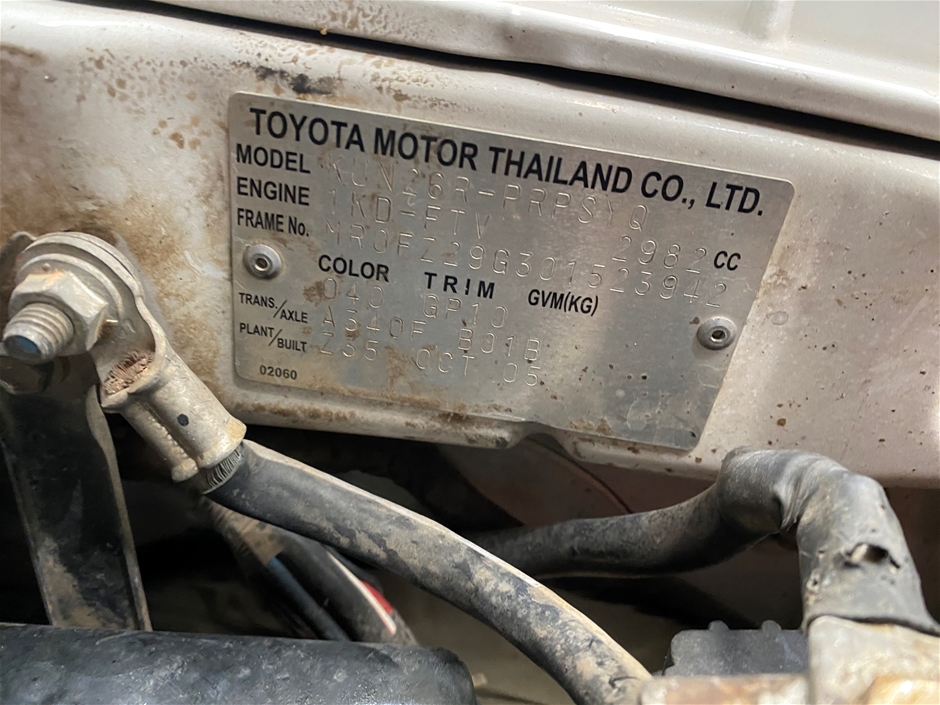 TOYOTA MOTOR THAILAND CO., LTD.
MODEL KUN26R-PRPSYQ
ENGINE 1KD-FTV 2982 CC
FRAME No. MR0FZ29G301523942
COLOR TRIM GVM(KG)
040 GP10
TRANS./AXLE A340F B01B
PLANT/BUILT Z35 OCT 05
02060